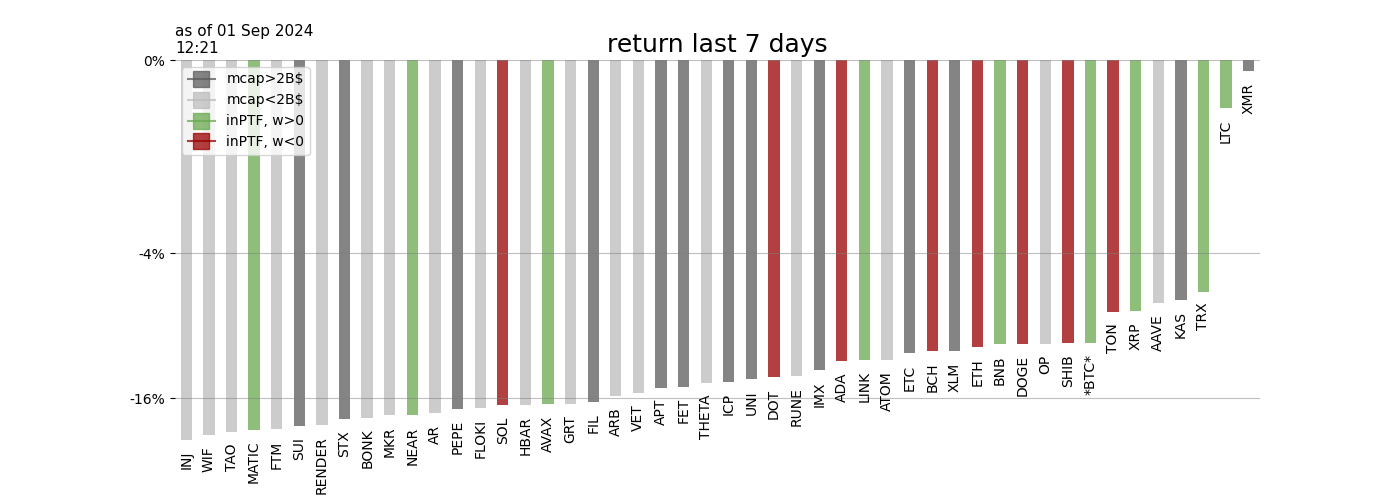 as of 01 Sep 2024
12:21
return last 7 days
0%
-4%
-16%
mcap>2B$
mcap<2B$
inPTF, w>0
inPTF, w<0
INJ
WIF
TAO
MATIC
FTM
SUI
RENDER
STX
BONK
MKR
NEAR
AR
PEPE
FLOKI
SOL
HBAR
AVAX
GRT
FIL
ARB
VET
APT
FET
THETA
ICP
UNI
DOT
RUNE
IMX
ADA
LINK
ATOM
ETC
BCH
XLM
ETH
BNB
DOGE
OP
SHIB
*BTC*
TON
XRP
AAVE
KAS
TRX
LTC
XMR